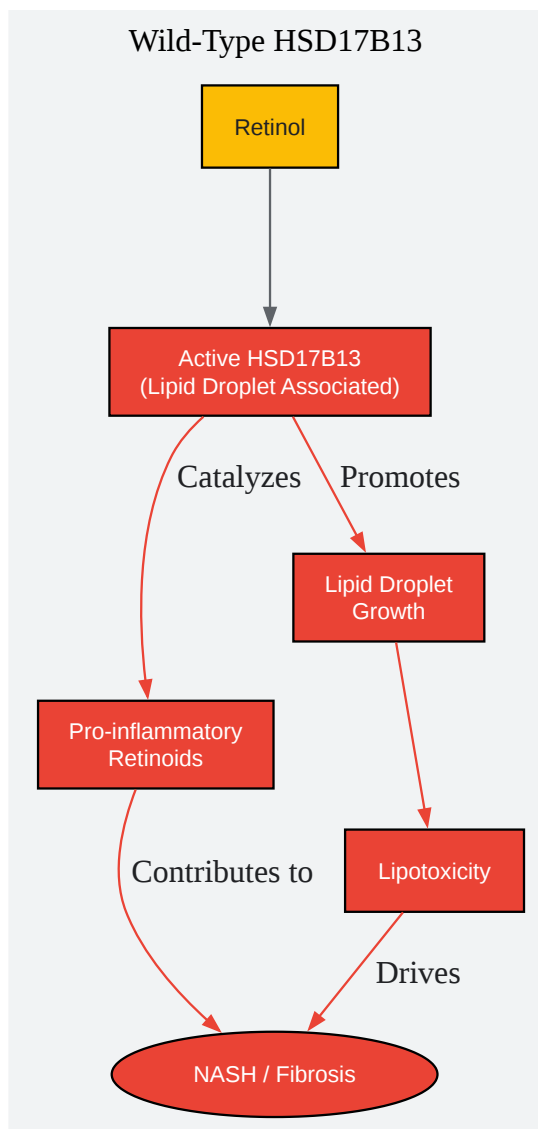 Wild-Type HSD17B13
Retinol
Active HSD17B13
(Lipid Droplet Associated)
Catalyzes
Promotes
Lipid Droplet
Growth
Pro-inflammatory
Retinoids
Contributes to
Lipotoxicity
Drives
NASH / Fibrosis